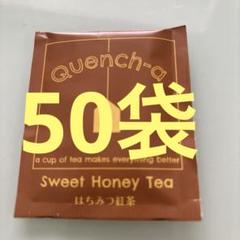 Quench-a
50袋
a cup of tea makes everything better
Sweet Honey Tea
はちみつ紅茶